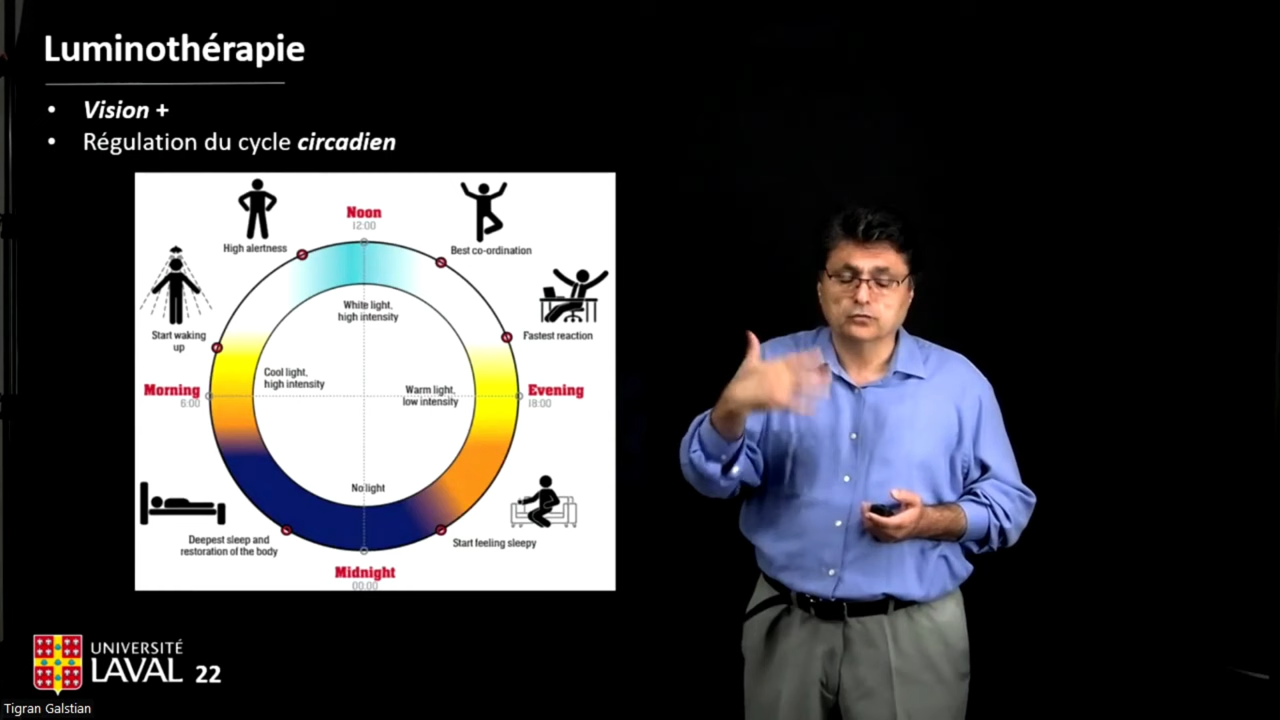 Luminothérapie
• Vision +
• Régulation du cycle circadien
Noon
12:00
High alertness
Best co-ordination
White light,
high intensity
Start waking
up
Fastest reaction
Cool light,
high intensity
Morning
6:00
Warm light,
low intensity
Evening
18:00
No light
Deepest sleep and
restoration of the body
Start feeling sleepy
Midnight
00:00
UNIVERSITÉ
LAVAL 22
Tigran Galstian